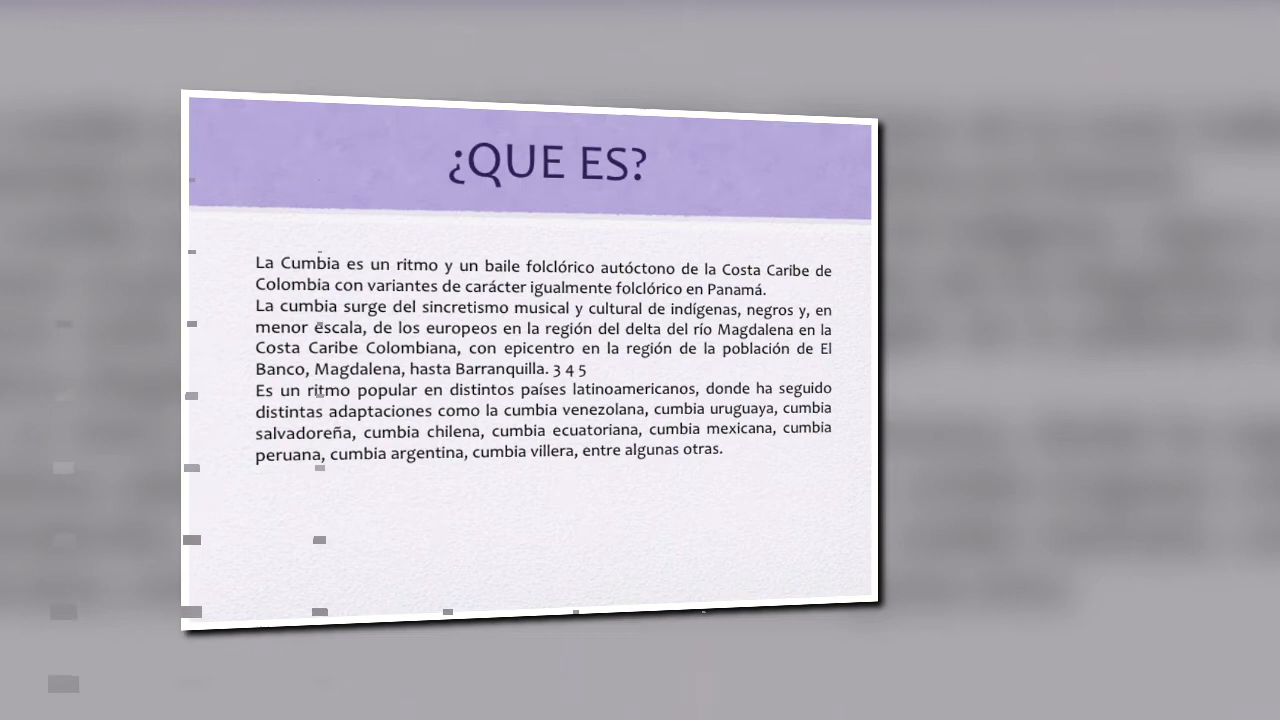 ¿QUE ES?
La Cumbia es un ritmo y un baile folclórico autóctono de la Costa Caribe de
Colombia con variantes de carácter igualmente folclórico en Panamá.
La cumbia surge del sincretismo musical y cultural de indígenas, negros y, en
menor escala, de los europeos en la región del delta del río Magdalena en la
Costa Caribe Colombiana, con epicentro en la región de la población de El
Banco, Magdalena, hasta Barranquilla. 3 4 5
Es un ritmo popular en distintos países latinoamericanos, donde ha seguido
distintas adaptaciones como la cumbia venezolana, cumbia uruguaya, cumbia
salvadoreña, cumbia chilena, cumbia ecuatoriana, cumbia mexicana, cumbia
peruana, cumbia argentina, cumbia villera, entre algunas otras.